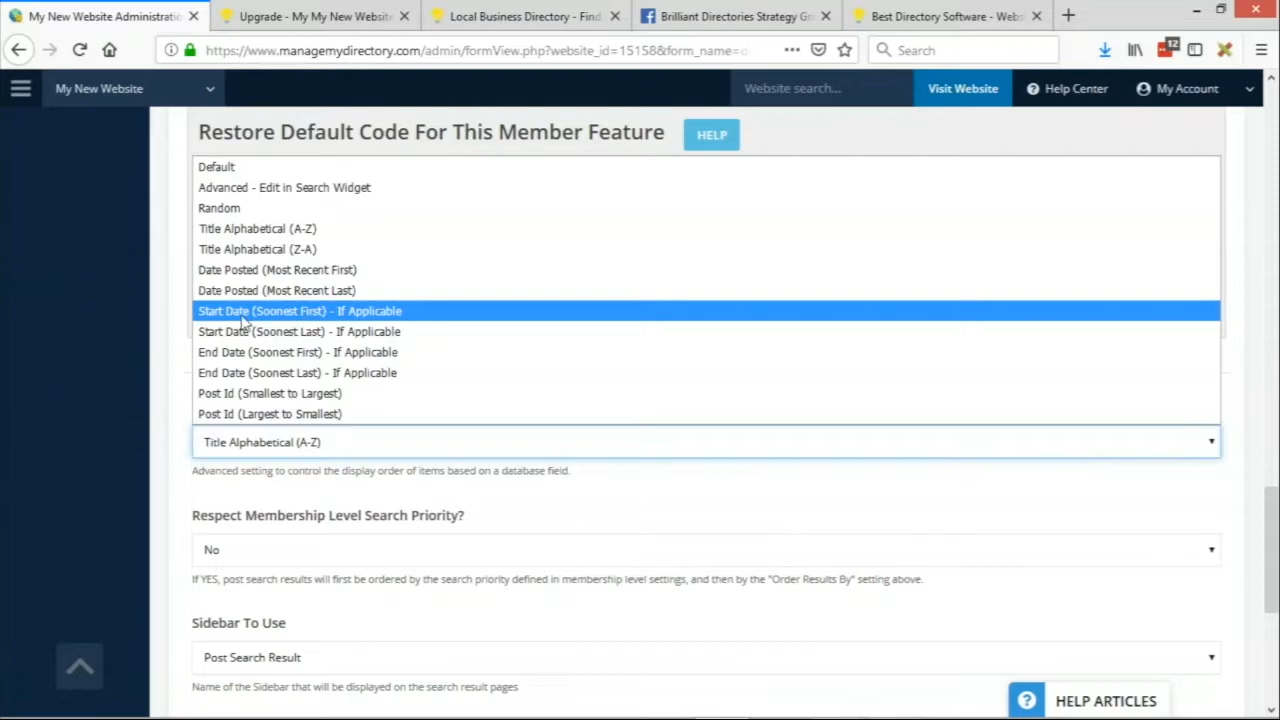 My New Website Administratio
Upgrade - My My New Website
Local Business Directory - Find
Brilliant Directories Strategy Gr
Best Directory Software - Webs
https://www.managemydirectory.com/admin/formView.php?website_id=15158&form_name=d
Search
12
My New Website
Website search...
Visit Website
Help Center
My Account
Restore Default Code For This Member Feature
HELP
Default
Advanced - Edit in Search Widget
Random
Title Alphabetical (A-Z)
Title Alphabetical (Z-A)
Date Posted (Most Recent First)
Date Posted (Most Recent Last)
Start Date (Soonest First) - If Applicable
Start Date (Soonest Last) - If Applicable
End Date (Soonest First) - If Applicable
End Date (Soonest Last) - If Applicable
Post Id (Smallest to Largest)
Post Id (Largest to Smallest)
Title Alphabetical (A-Z)
Advanced setting to control the display order of items based on a database field.
Respect Membership Level Search Priority?
No
If YES, post search results will first be ordered by the search priority defined in membership level settings, and then by the "Order Results By" setting above.
Sidebar To Use
Post Search Result
Name of the Sidebar that will be displayed on the search result pages
HELP ARTICLES